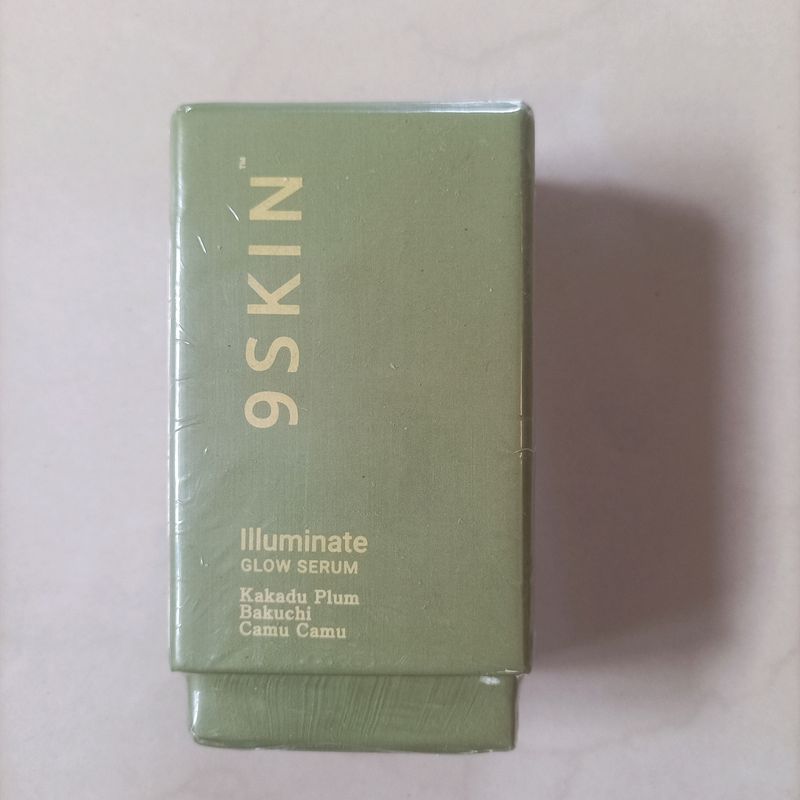 9SKIN™
Illuminate
GLOW SERUM
Kakadu Plum
Bakuchi
Camu Camu